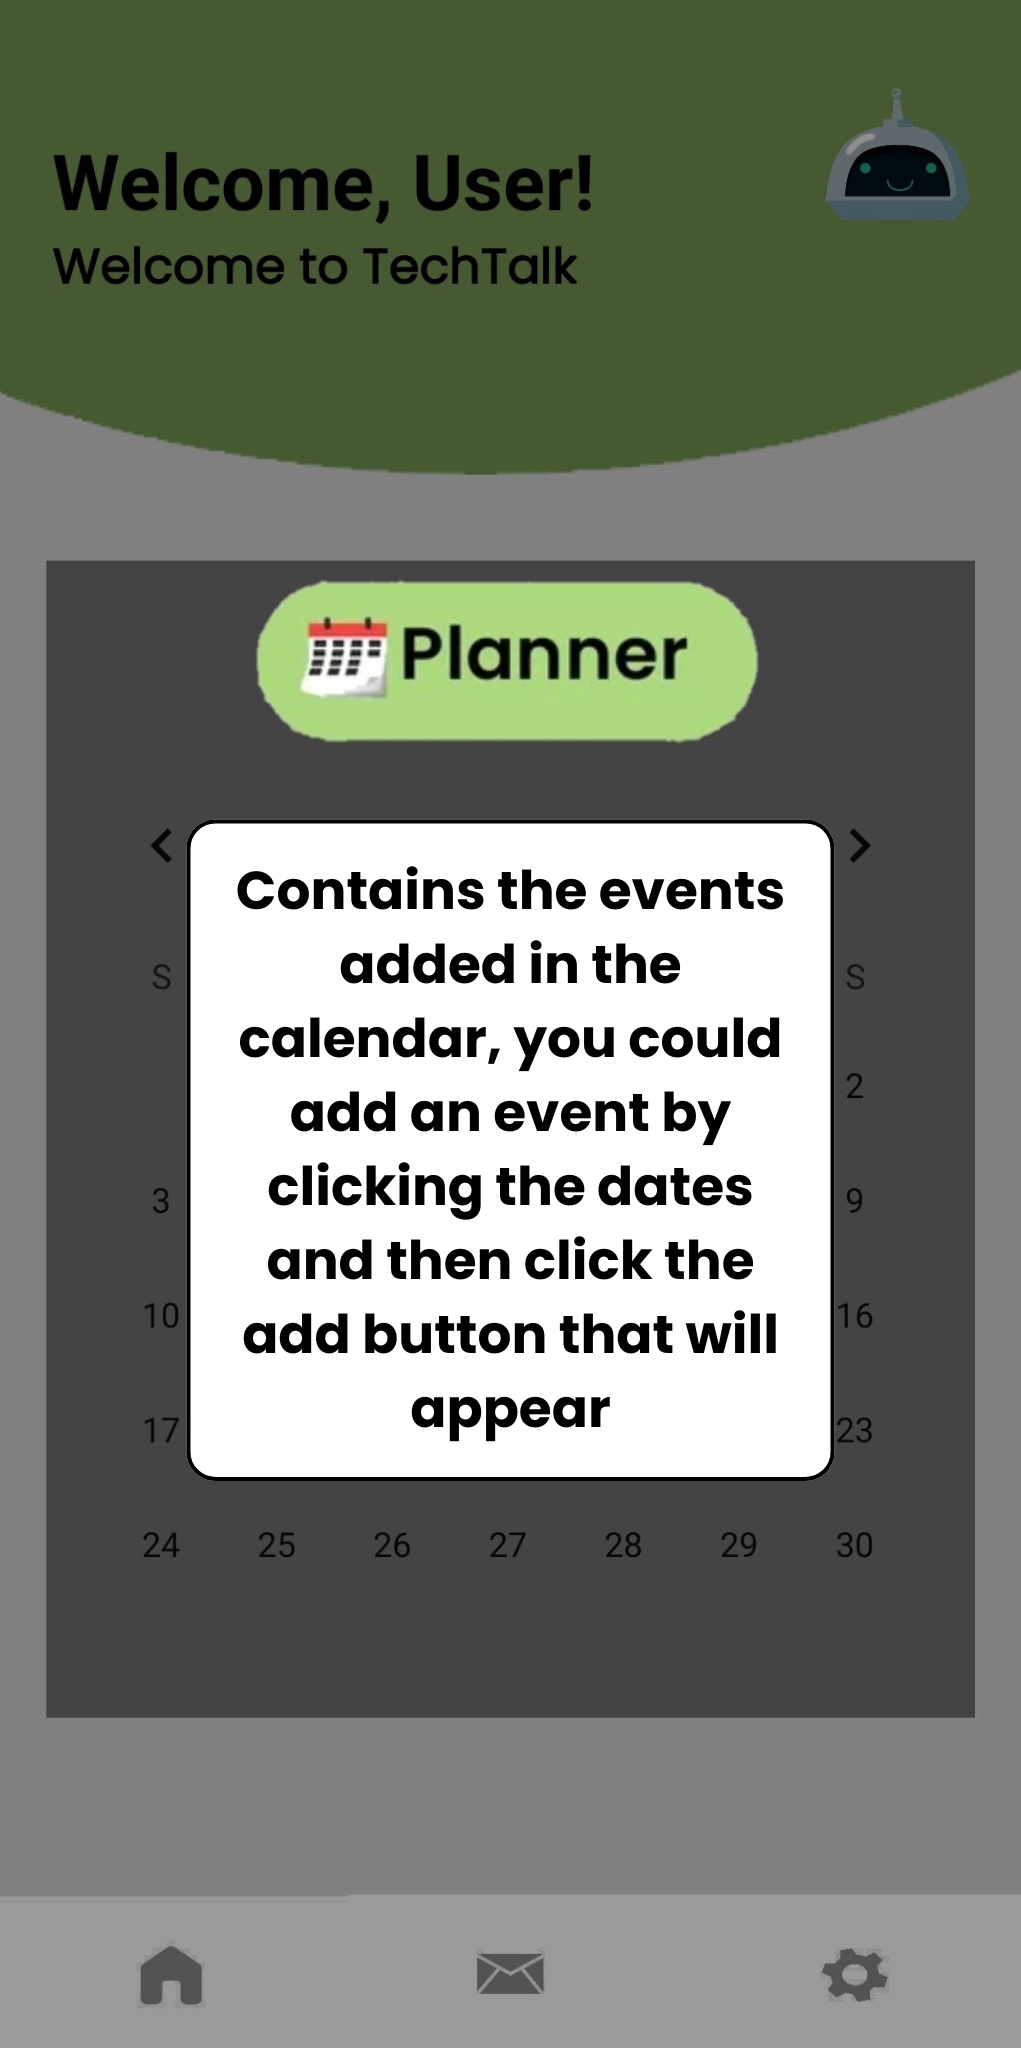 Welcome, User!
Welcome to TechTalk
Planner
Contains the events
added in the
calendar, you could
add an event by
clicking the dates
and then click the
add button that will
appear
S S
2
3 9
10 16
17 23
24 25 26 27 28 29 30